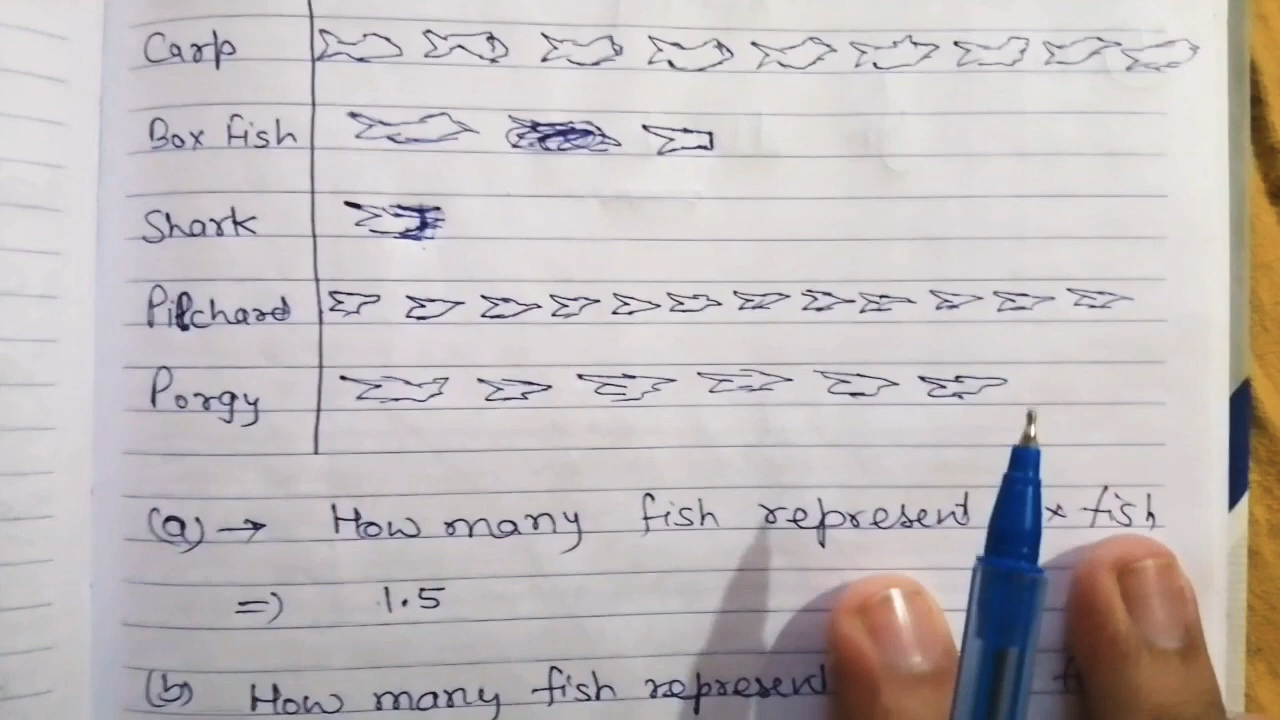 Carp
Box fish
Shark
Pilchard
Porgy
(a) → How many fish represent x fish
=) 1.5
(b) How many fish represent